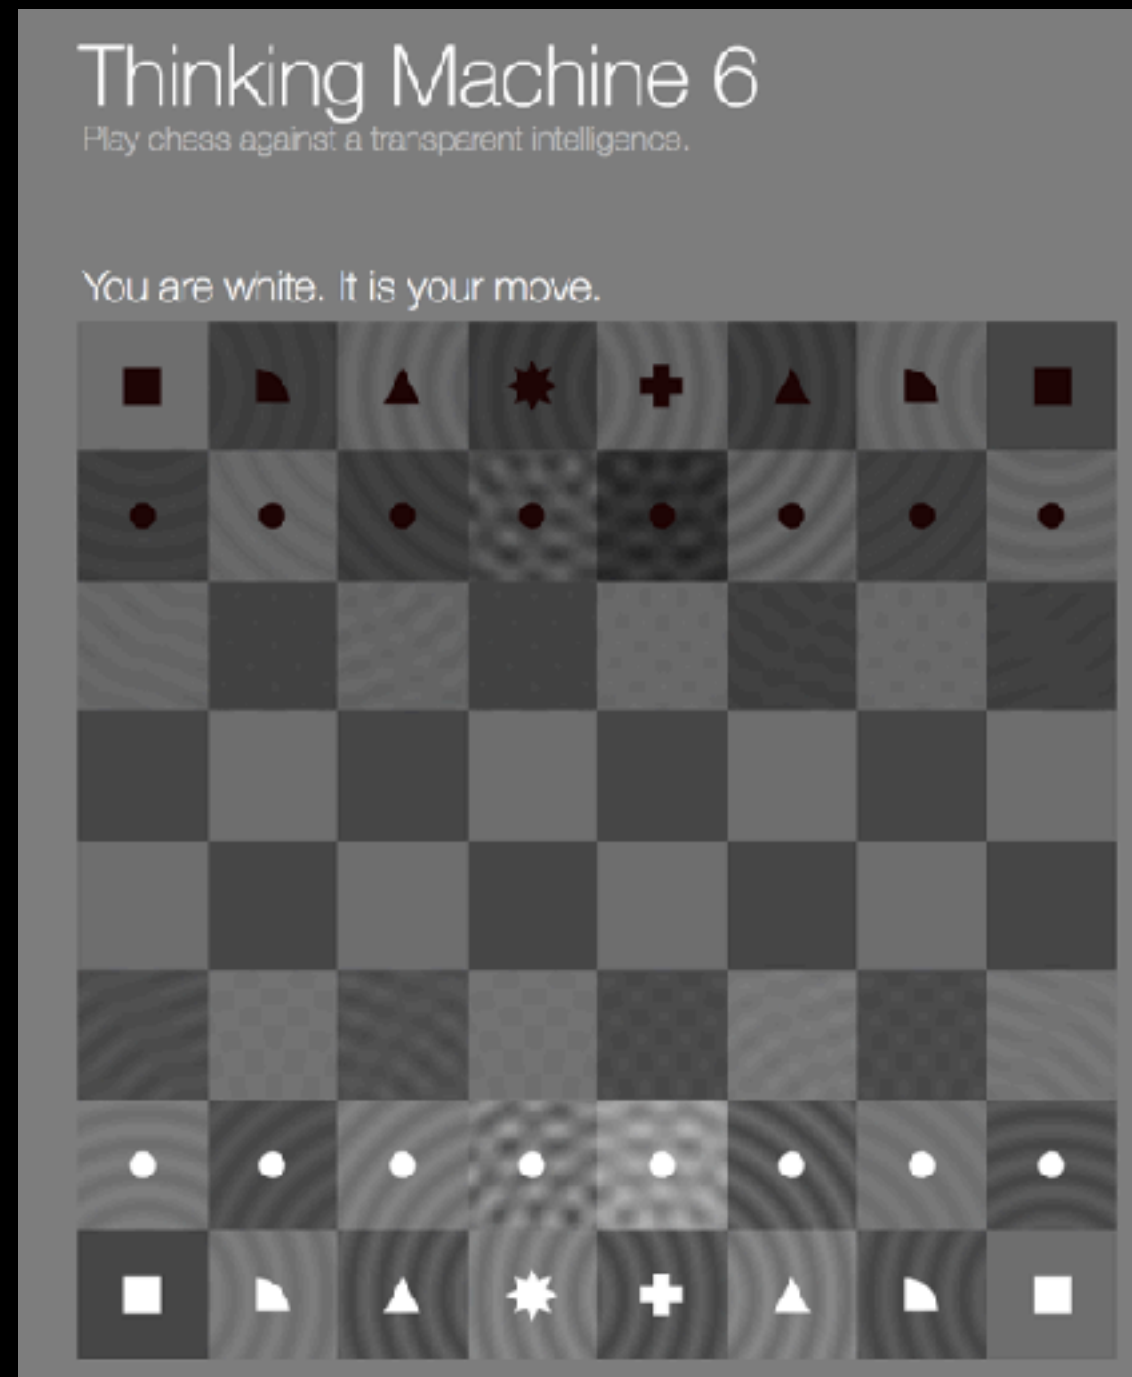 Thinking Machine 6
Play chess against a transparent intelligence.
You are white. It is your move.